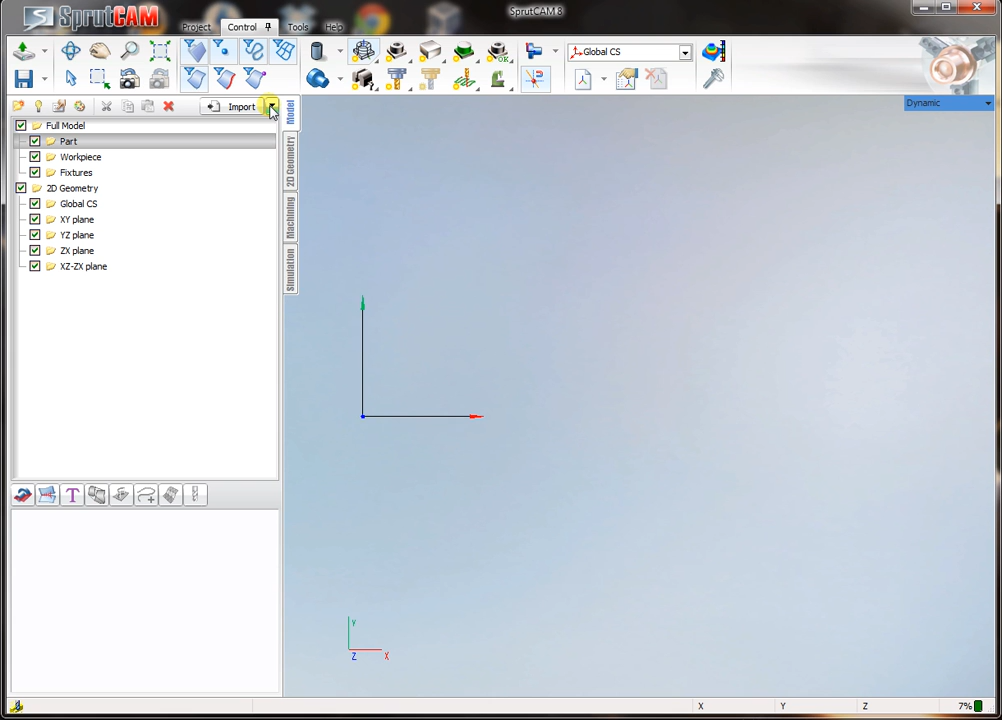 SprutCAM
SprutCAM 8
Project Control Tools Help
Global CS
OK
Import
Dynamic
Full Model
Part
Workpiece
Fixtures
2D Geometry
Global CS
XY plane
YZ plane
ZX plane
XZ-ZX plane
Model
2D Geometry
Machining
Simulation
T
y
Z X
X Y Z 7%